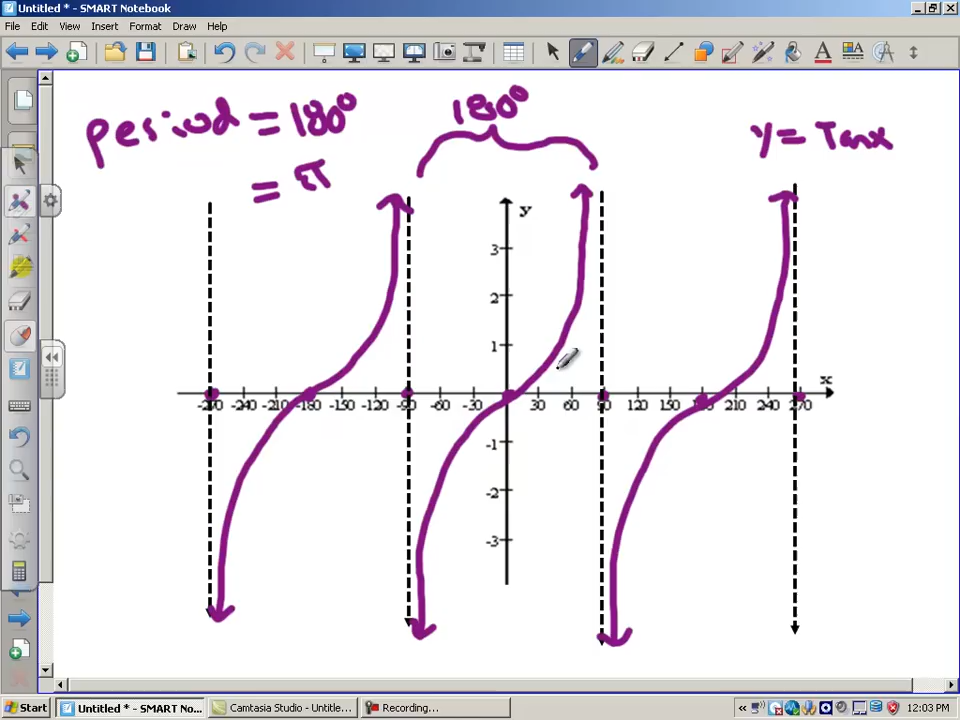 Untitled * - SMART Notebook
File Edit View Insert Format Draw Help
period = 180° 180° y = Tanx
= π
y
3
2
1
x
-270 -240 -210 -180 -150 -120 -90 -60 -30 30 60 90 120 180 210 240 270
-1
-2
-3
Start Untitled * - SMART No... Camtasia Studio - Untitle... Recording... « 12:03 PM